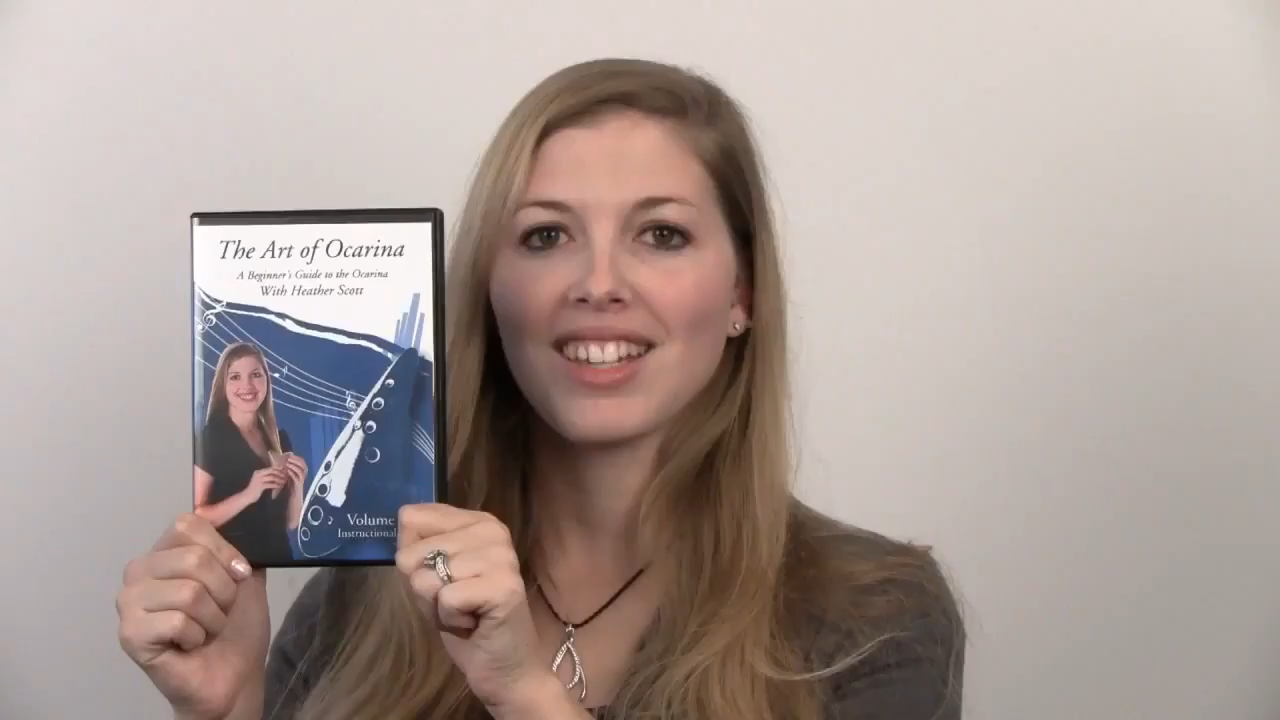 The Art of Ocarina
A Beginner's Guide to the Ocarina
With Heather Scott
Volume
Instructional